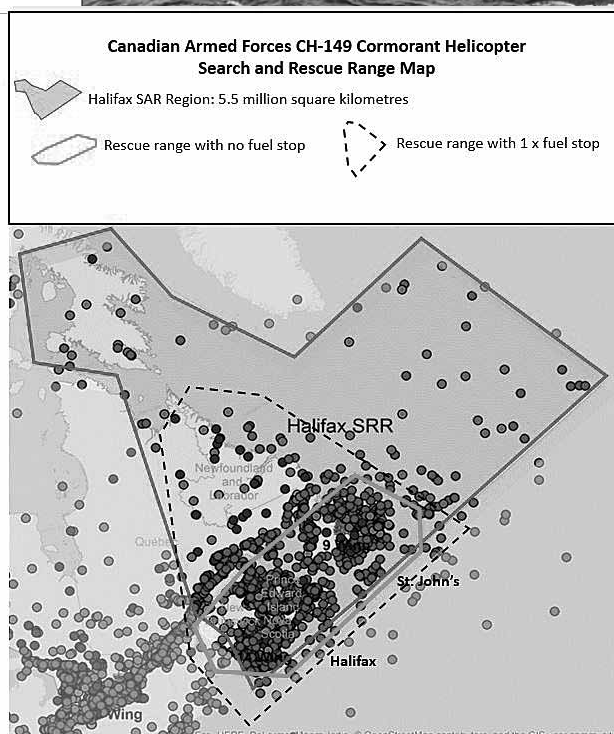 Canadian Armed Forces CH-149 Cormorant Helicopter
Search and Rescue Range Map
Halifax SAR Region: 5.5 million square kilometres
Rescue range with no fuel stop
Rescue range with 1 x fuel stop
Halifax SRR
Newfoundland
and
Labrador
Quebec
9
St. John's
Prince
Edward
Island
Nova
Scotia
Halifax
Wing